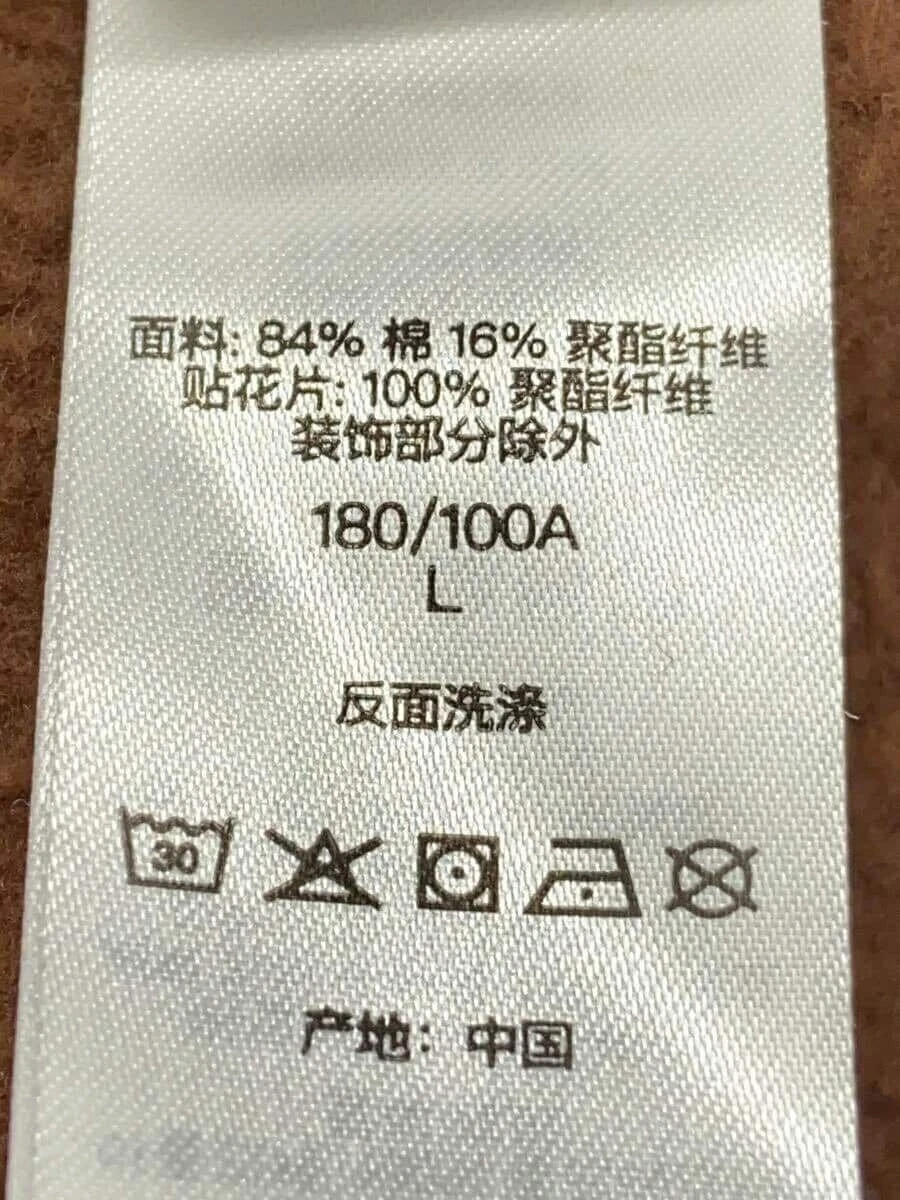 面料: 84% 棉 16% 聚酯纤维
贴花片: 100% 聚酯纤维
装饰部分除外
180/100A
L
反面洗涤
30
产地: 中国